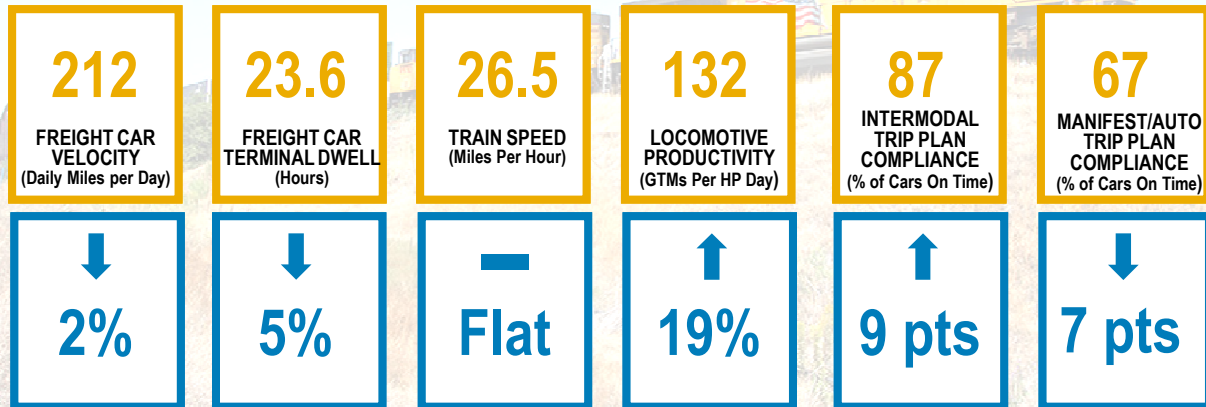 212
FREIGHT CAR
VELOCITY
(Daily Miles per Day)
23.6
FREIGHT CAR
TERMINAL DWELL
(Hours)
26.5
TRAIN SPEED
(Miles Per Hour)
132
LOCOMOTIVE
PRODUCTIVITY
(GTMs Per HP Day)
87
INTERMODAL
TRIP PLAN
COMPLIANCE
(% of Cars On Time)
67
MANIFEST/AUTO
TRIP PLAN
COMPLIANCE
(% of Cars On Time)
2%
5%
Flat
19%
9 pts
7 pts